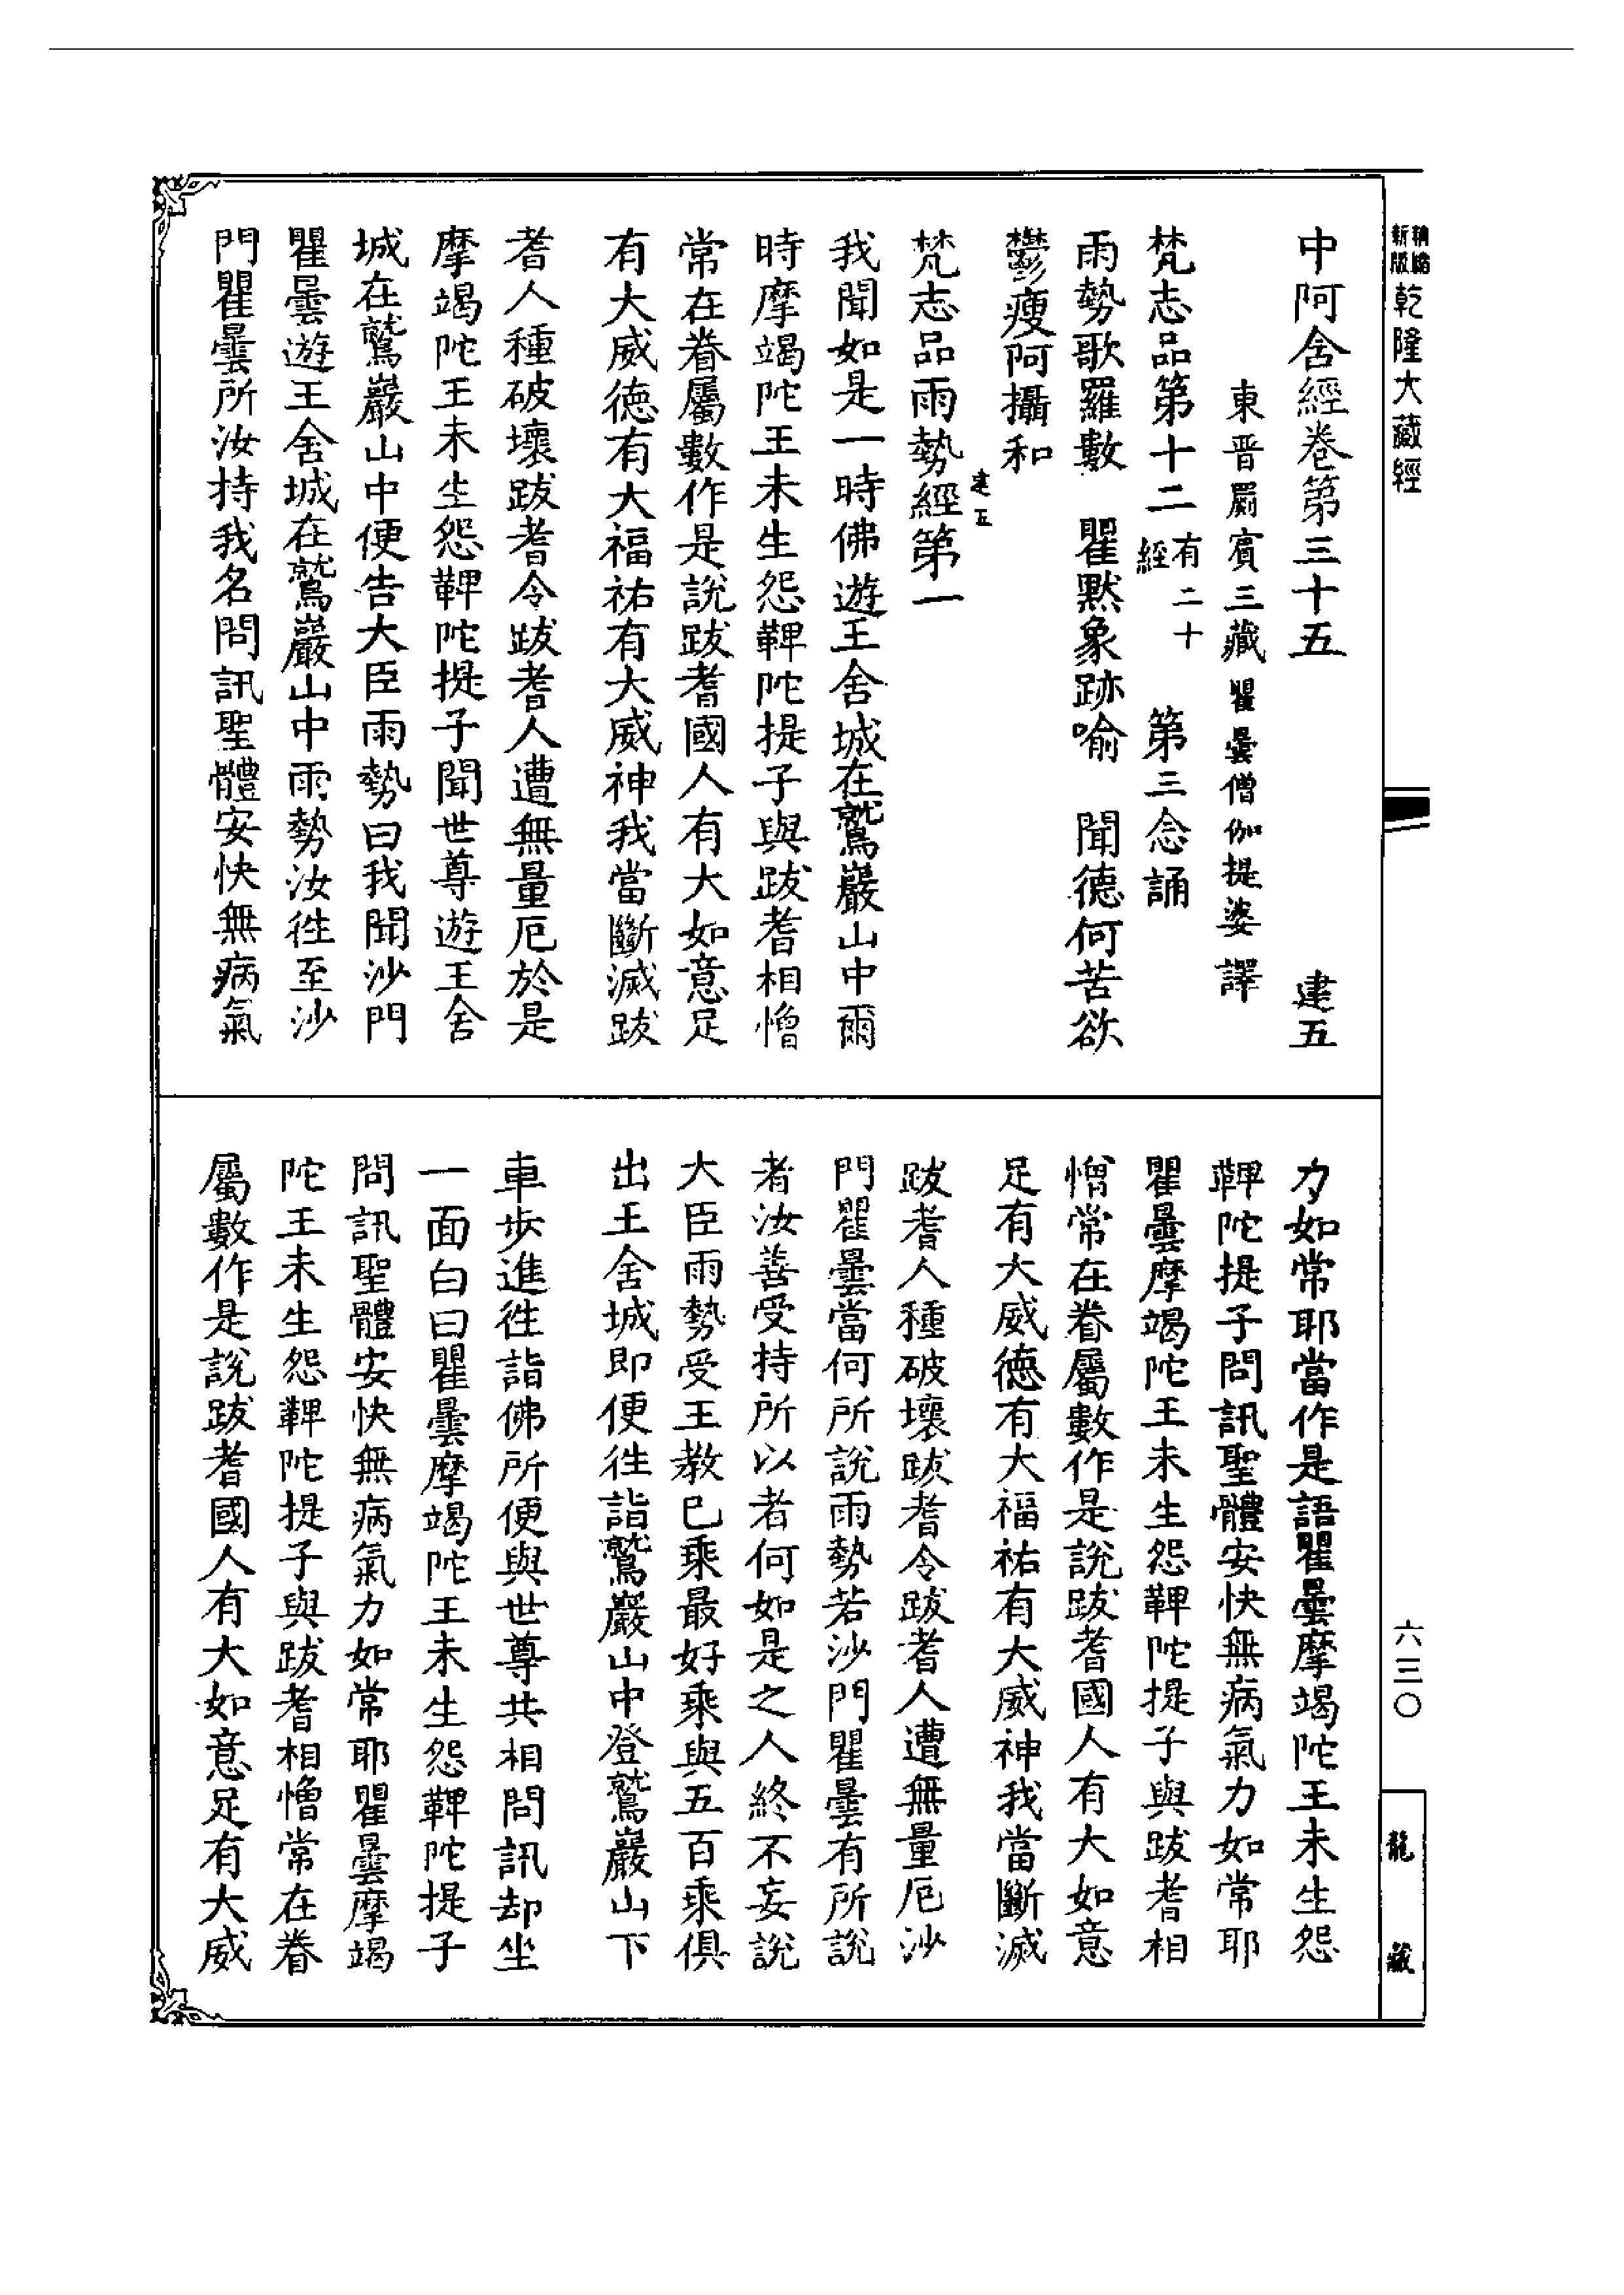 新版
乾隆大藏經
中阿含經卷第三十五 建五
東晉罽賓三藏瞿曇僧伽提婆譯
梵志品第十二有二十經 第三念誦
雨勢歌羅數 瞿默象跡喻 聞德何苦欲
鬱瘦阿攝和
梵志品雨勢經第一
建五
我聞如是一時佛遊王舍城在鷲巖山中爾
時摩竭陀王未生怨鞞陀提子與跋耆相憎
常在眷屬數作是說跋耆國人有大如意足
有大威德有大福祐有大威神我當斷滅跋
耆人種破壞跋耆令跋耆人遭無量厄於是
摩竭陀王未生怨鞞陀提子聞世尊遊王舍
城在鷲巖山中便告大臣雨勢曰我聞沙門
瞿曇遊王舍城在鷲巖山中雨勢汝往至沙
門瞿曇所汝持我名問訊聖體安快無病氣
力如常耶當作是語瞿曇摩竭陀王未生怨
鞞陀提子問訊聖體安快無病氣力如常耶
瞿曇摩竭陀王未生怨鞞陀提子與跋耆相
憎常在眷屬數作是說跋耆國人有大如意
足有大威德有大福祐有大威神我當斷滅
跋耆人種破壞跋耆令跋耆人遭無量厄沙
門瞿曇當何所說雨勢若沙門瞿曇有所說
者汝善受持所以者何如是之人終不妄說
大臣雨勢受王教已乘最好乘與五百乘俱
出王舍城即便往詣鷲巖山中登鷲巖山下
車步進往詣佛所便與世尊共相問訊却坐
一面白曰瞿曇摩竭陀王未生怨鞞陀提子
問訊聖體安快無病氣力如常耶瞿曇摩竭
陀王未生怨鞞陀提子與跋耆相憎常在眷
屬數作是說跋耆國人有大如意足有大威
六三〇
龍藏